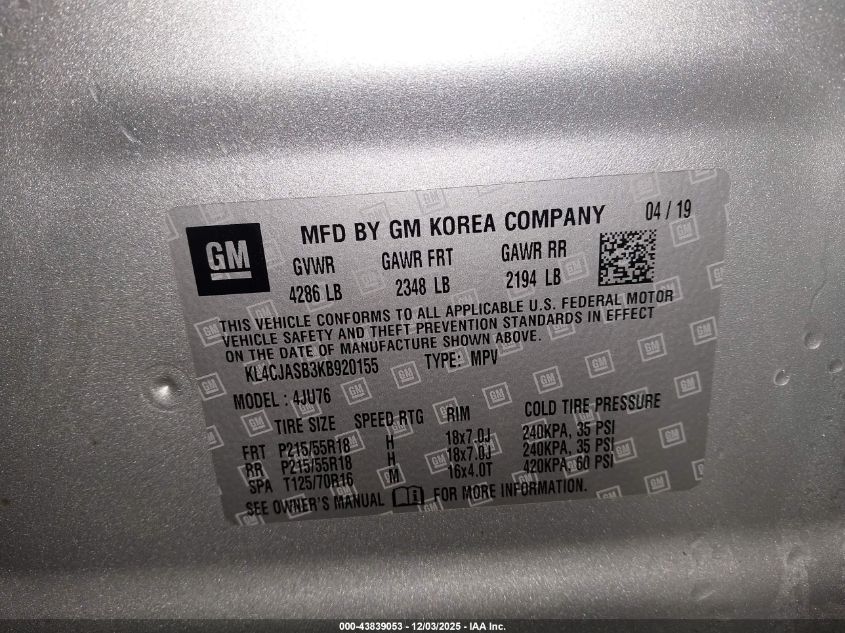 GM
MFD BY GM KOREA COMPANY 04 / 19
GVWR GAWR FRT GAWR RR
4286 LB 2348 LB 2194 LB
THIS VEHICLE CONFORMS TO ALL APPLICABLE U.S. FEDERAL MOTOR
VEHICLE SAFETY AND THEFT PREVENTION STANDARDS IN EFFECT
ON THE DATE OF MANUFACTURE SHOWN ABOVE.
KL4CJASB3KB920155 TYPE: MPV
MODEL: 4JU76
TIRE SIZE SPEED RTG RIM COLD TIRE PRESSURE
FRT P215/55R18 H 18x7.0J 240KPA, 35 PSI
RR P215/55R18 H 18x7.0J 240KPA, 35 PSI
SPA T125/70R16 M 16x4.0T 420KPA, 60 PSI
SEE OWNER'S MANUAL FOR MORE INFORMATION.
000-43839053 - 12/03/2025 - IAA Inc.